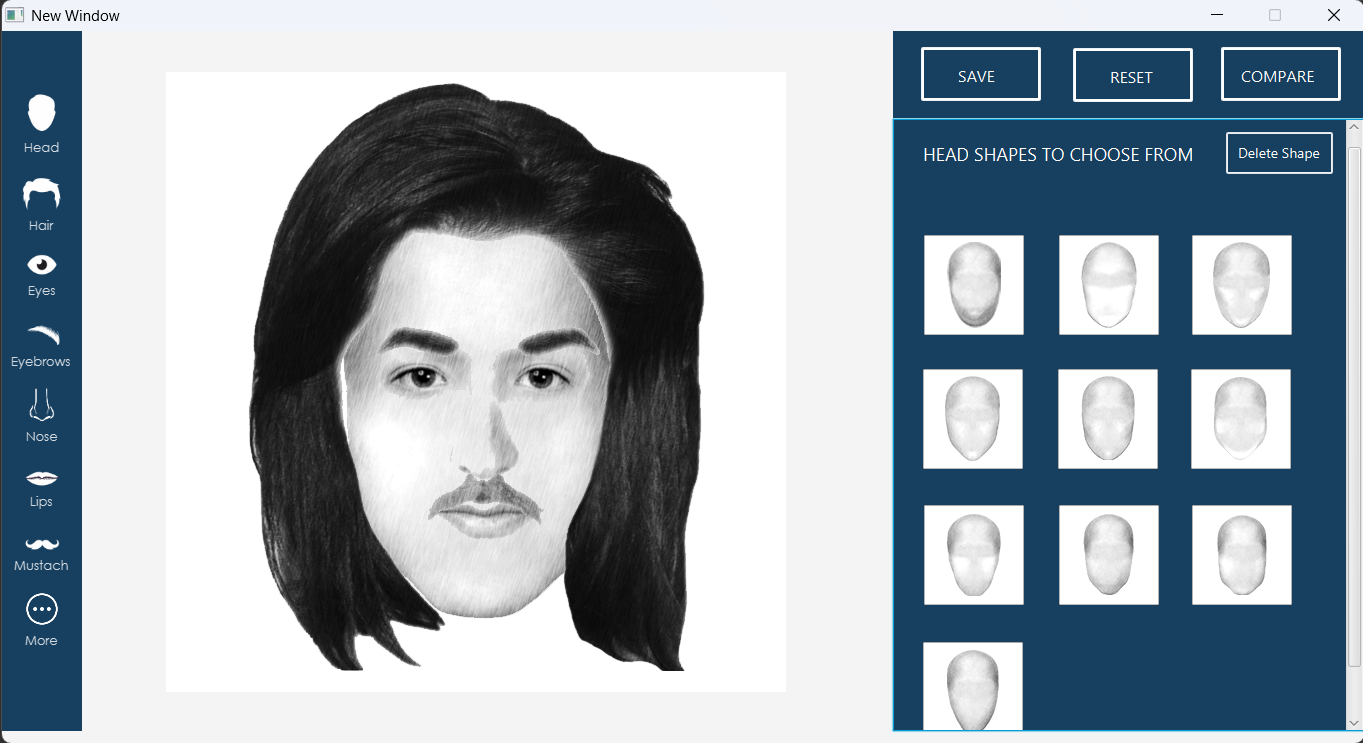 New Window
Head
Hair
Eyes
Eyebrows
Nose
Lips
Mustach
More
SAVE
RESET
COMPARE
HEAD SHAPES TO CHOOSE FROM
Delete Shape